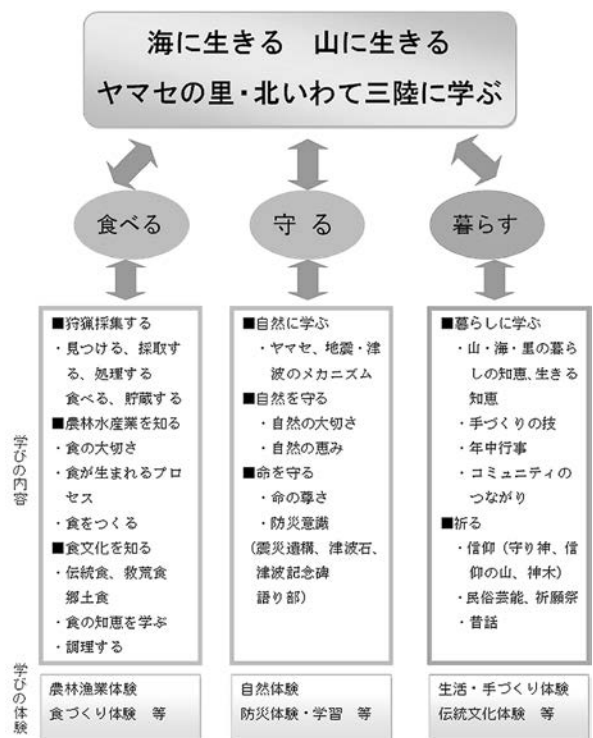 海に生きる 山に生きる
ヤマセの里・北いわて三陸に学ぶ
食べる
守る
暮らす
学びの内容
■狩猟採集する
・見つける、採取す
る、処理する
食べる、貯蔵する
■農林水産業を知る
・食の大切さ
・食が生まれるプロ
セス
・食をつくる
■食文化を知る
・伝統食、救荒食
郷土食
・食の知恵を学ぶ
・調理する
■自然に学ぶ
・ヤマセ、地震・津
波のメカニズム
■自然を守る
・自然の大切さ
・自然の恵み
■命を守る
・命の尊さ
・防災意識
(震災遺構、津波石、
津波記念碑
語り部)
■暮らしに学ぶ
・山・海・里の暮ら
しの知恵、生きる
知恵
・手づくりの技
・年中行事
・コミュニティの
つながり
■祈る
・信仰(守り神、信
仰の山、神木)
・民俗芸能、祈願祭
・昔話
学びの体験
農林漁業体験
食づくり体験 等
自然体験
防災体験・学習 等
生活・手づくり体験
伝統文化体験 等